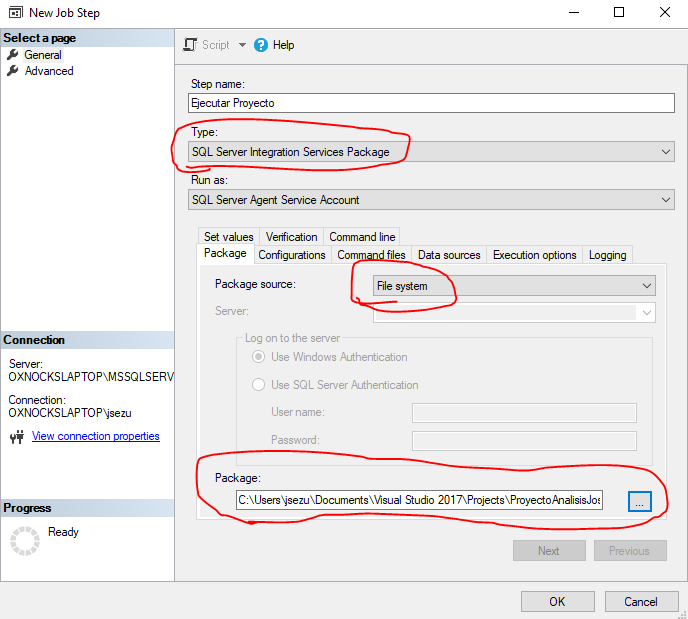 New Job Step
Select a page
General
Advanced
Script
Help
Step name:
Ejecutar Proyecto
Type:
SQL Server Integration Services Package
Run as:
SQL Server Agent Service Account
Set values Verification Command line
Package Configurations Command files Data sources Execution options Logging
Package source:
File system
Server:
Log on to the server
Use Windows Authentication
Use SQL Server Authentication
User name:
Password:
Package:
C:\Users\jsezu\Documents\Visual Studio 2017\Projects\ProyectoAnalisisJos
...
Next Previous
Connection
Server:
OXNOCKSLAPTOP\MSSQLSERV
Connection:
OXNOCKSLAPTOP\jsezu
View connection properties
Progress
Ready
OK Cancel